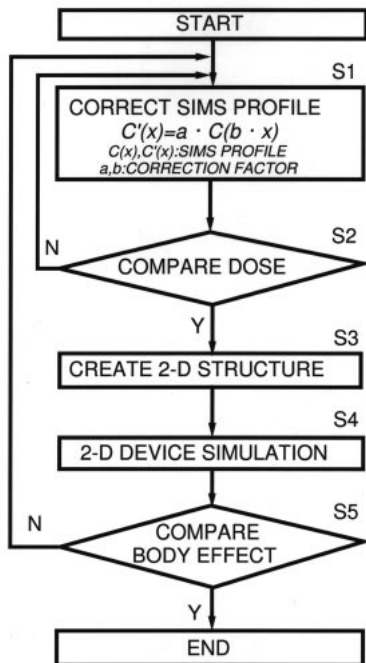 START
S1
CORRECT SIMS PROFILE
C'(x)=a · C(b · x)
C(x),C'(x):SIMS PROFILE
a,b:CORRECTION FACTOR
N
S2
COMPARE DOSE
Y
S3
CREATE 2-D STRUCTURE
S4
2-D DEVICE SIMULATION
N
S5
COMPARE
BODY EFFECT
Y
END